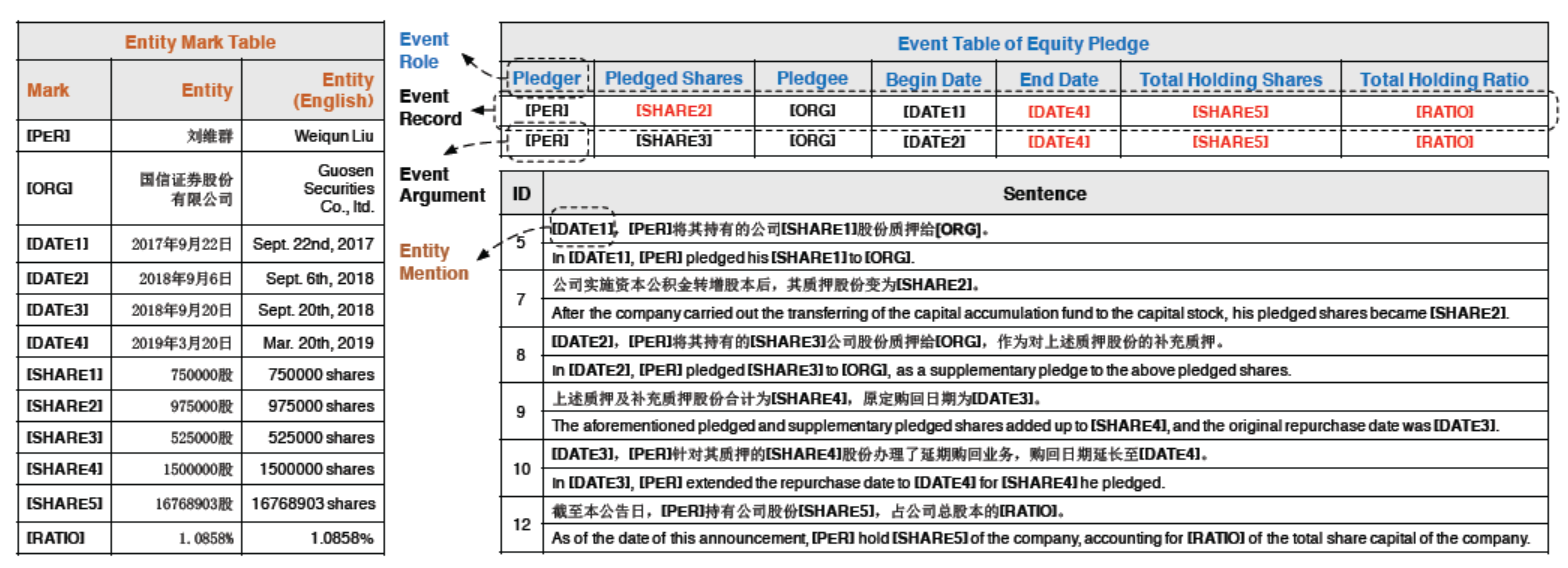 Entity Mark Table
Mark Entity Entity (English)
[PER] 刘维群 Weiqun Liu
[ORG] 国信证券股份有限公司 Guosen Securities Co., ltd.
[DATE1] 2017年9月22日 Sept. 22nd, 2017
[DATE2] 2018年9月6日 Sept. 6th, 2018
[DATE3] 2018年9月20日 Sept. 20th, 2018
[DATE4] 2019年3月20日 Mar. 20th, 2019
[SHARE1] 750000股 750000 shares
[SHARE2] 975000股 975000 shares
[SHARE3] 525000股 525000 shares
[SHARE4] 1500000股 1500000 shares
[SHARE5] 16768903股 16768903 shares
[RATIO] 1.0858% 1.0858%
Event Role
Event Record
Event Argument
Entity Mention
Event Table of Equity Pledge
Pledger Pledged Shares Pledgee Begin Date End Date Total Holding Shares Total Holding Ratio
[PER] [SHARE2] [ORG] [DATE1] [DATE4] [SHARE5] [RATIO]
[PER] [SHARE3] [ORG] [DATE2] [DATE4] [SHARE5] [RATIO]
ID Sentence
5 [DATE1]，[PER]将其持有的公司[SHARE1]股份质押给[ORG]。
In [DATE1], [PER] pledged his [SHARE1] to [ORG].
7 公司实施资本公积金转增股本后，其质押股份变为[SHARE2]。
After the company carried out the transferring of the capital accumulation fund to the capital stock, his pledged shares became [SHARE2].
8 [DATE2]，[PER]将其持有的[SHARE3]公司股份质押给[ORG]，作为对上述质押股份的补充质押。
In [DATE2], [PER] pledged [SHARE3] to [ORG], as a supplementary pledge to the above pledged shares.
9 上述质押及补充质押股份合计为[SHARE4]，原定购回日期为[DATE3]。
The aforementioned pledged and supplementary pledged shares added up to [SHARE4], and the original repurchase date was [DATE3].
10 [DATE3]，[PER]针对其质押的[SHARE4]股份办理了延期购回业务，购回日期延长至[DATE4]。
In [DATE3], [PER] extended the repurchase date to [DATE4] for [SHARE4] he pledged.
12 截至本公告日，[PER]持有公司股份[SHARE5]，占公司总股本的[RATIO]。
As of the date of this announcement, [PER] hold [SHARE5] of the company, accounting for [RATIO] of the total share capital of the company.